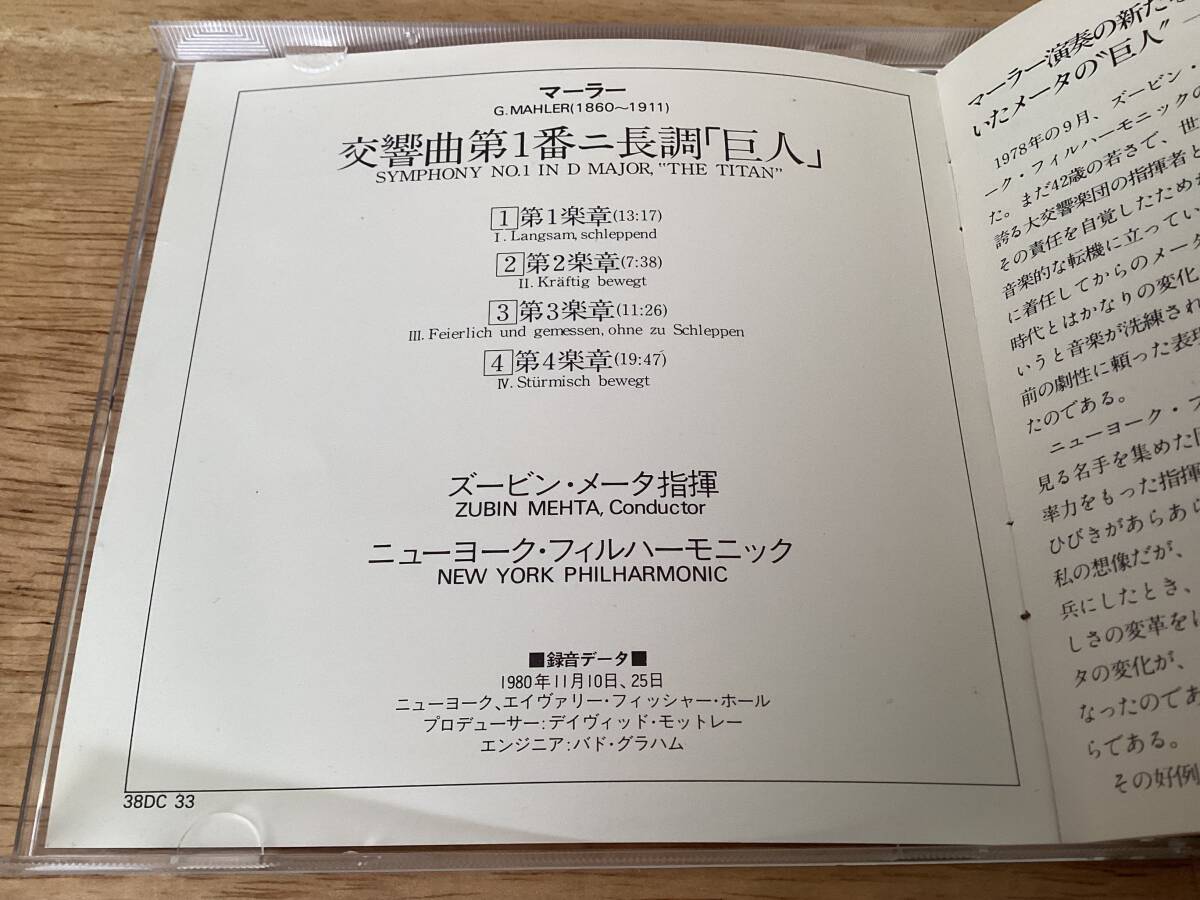 マーラー
G. MAHLER(1860〜1911)
交響曲第1番ニ長調「巨人」
SYMPHONY NO.1 IN D MAJOR, "THE TITAN"
1 第1楽章(13:17)
I. Langsam, schleppend
2 第2楽章(7:38)
II. Kräftig bewegt
3 第3楽章(11:26)
III. Feierlich und gemessen, ohne zu Schleppen
4 第4楽章(19:47)
IV. Stürmisch bewegt
ズービン・メータ指揮
ZUBIN MEHTA, Conductor
ニューヨーク・フィルハーモニック
NEW YORK PHILHARMONIC
■録音データ■
1980年11月10日、25日
ニューヨーク、エイヴァリー・フィッシャー・ホール
プロデューサー:デイヴィッド・モットレー
エンジニア:バド・グラハム
38DC 33
マーラー演奏の新たな
いたメータの"巨人"
1978年の9月、ズービン・
ーク・フィルハーモニックの
た。まだ42歳の若さで、世
誇る大交響楽団の指揮者と
その責任を自覚したためか
音楽的な転機に立ってい
に着任してからのメータ
時代とはかなりの変化
いうと音楽が洗練され
前の劇性に頼った表現
たのである。
ニューヨーク・フ
見る名手を集めた
率力をもった指揮
ひびきがあらあら
私の想像だが、
兵にしたとき、
しさの変革を
タの変化が、
なったのであ
らである。
その好例